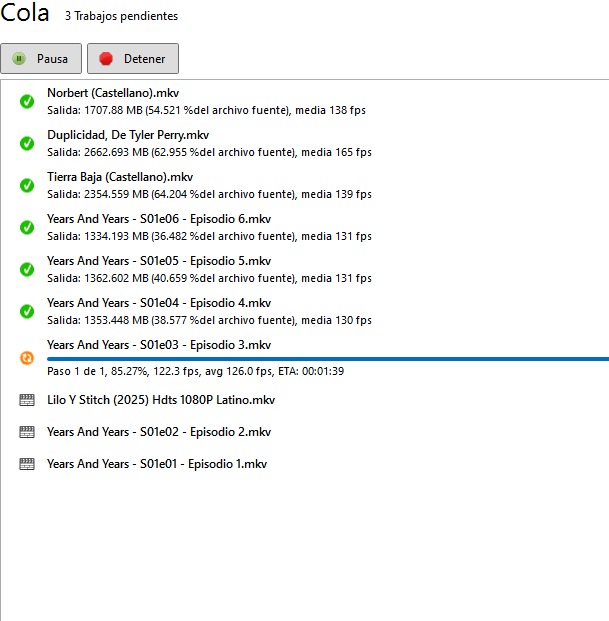 Cola 3 Trabajos pendientes
Pausa Detener
Norbert (Castellano).mkv
Salida: 1707.88 MB (54.521 %del archivo fuente), media 138 fps
Duplicidad, De Tyler Perry.mkv
Salida: 2662.693 MB (62.955 %del archivo fuente), media 165 fps
Tierra Baja (Castellano).mkv
Salida: 2354.559 MB (64.204 %del archivo fuente), media 139 fps
Years And Years - S01e06 - Episodio 6.mkv
Salida: 1334.193 MB (36.482 %del archivo fuente), media 131 fps
Years And Years - S01e05 - Episodio 5.mkv
Salida: 1362.602 MB (40.659 %del archivo fuente), media 131 fps
Years And Years - S01e04 - Episodio 4.mkv
Salida: 1353.448 MB (38.577 %del archivo fuente), media 130 fps
Years And Years - S01e03 - Episodio 3.mkv
Paso 1 de 1, 85.27%, 122.3 fps, avg 126.0 fps, ETA: 00:01:39
Lilo Y Stitch (2025) Hdts 1080P Latino.mkv
Years And Years - S01e02 - Episodio 2.mkv
Years And Years - S01e01 - Episodio 1.mkv